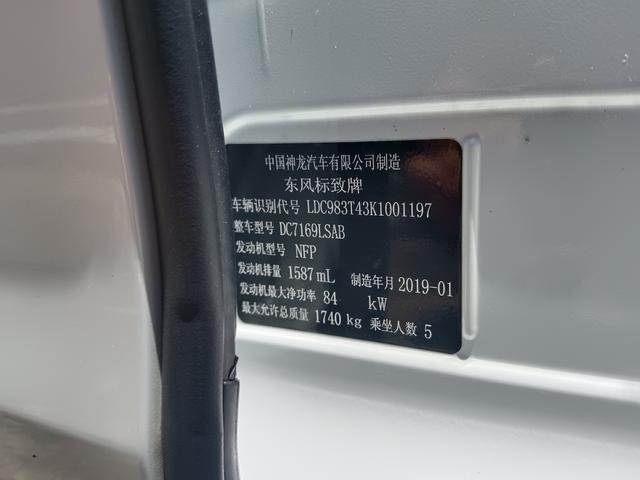 中国神龙汽车有限公司制造
东风标致牌
车辆识别代号 LDC983T43K1001197
整车型号 DC7169LSAB
发动机型号 NFP
发动机排量 1587 mL 制造年月 2019-01
发动机最大净功率 84 kW
最大允许总质量 1740 kg 乘坐人数 5